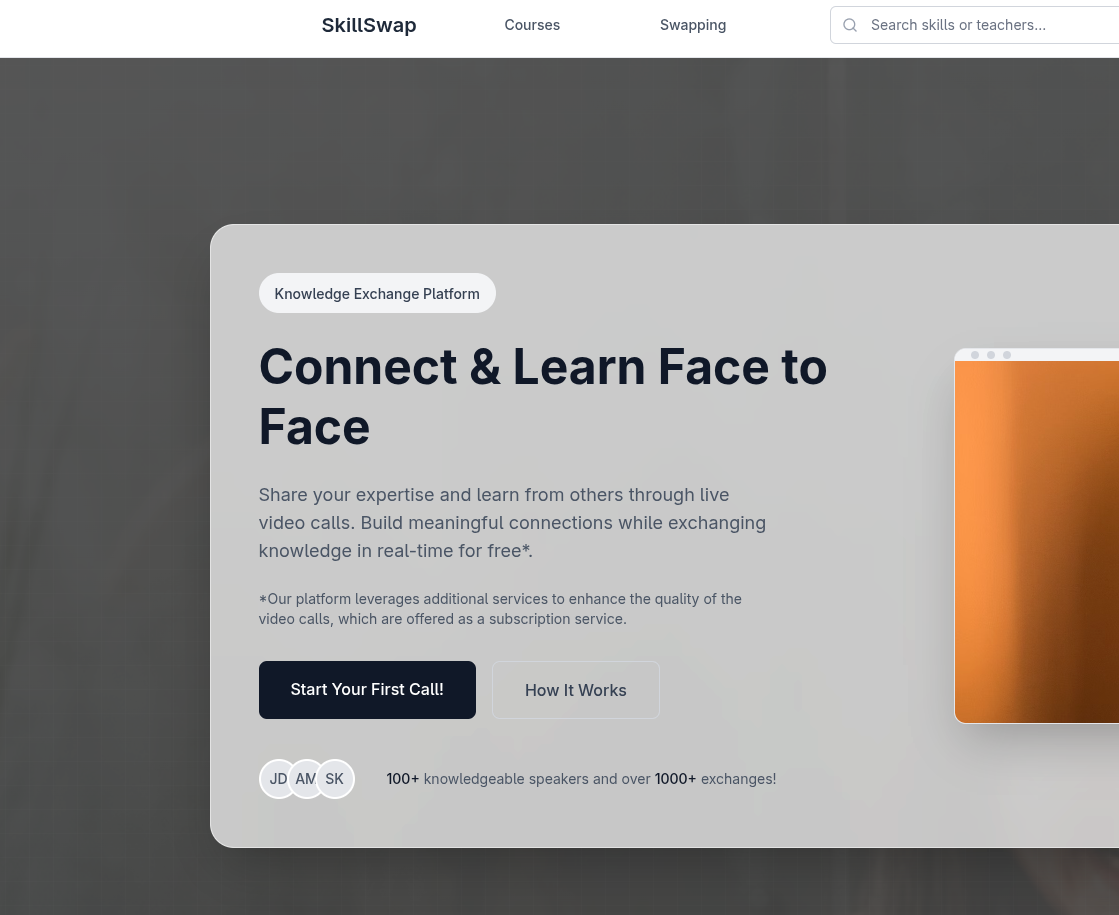 SkillSwap
Courses
Swapping
Search skills or teachers...
Knowledge Exchange Platform
Connect & Learn Face to
Face
Share your expertise and learn from others through live
video calls. Build meaningful connections while exchanging
knowledge in real-time for free*.
*Our platform leverages additional services to enhance the quality of the
video calls, which are offered as a subscription service.
Start Your First Call!
How It Works
JD AM SK
100+ knowledgeable speakers and over 1000+ exchanges!